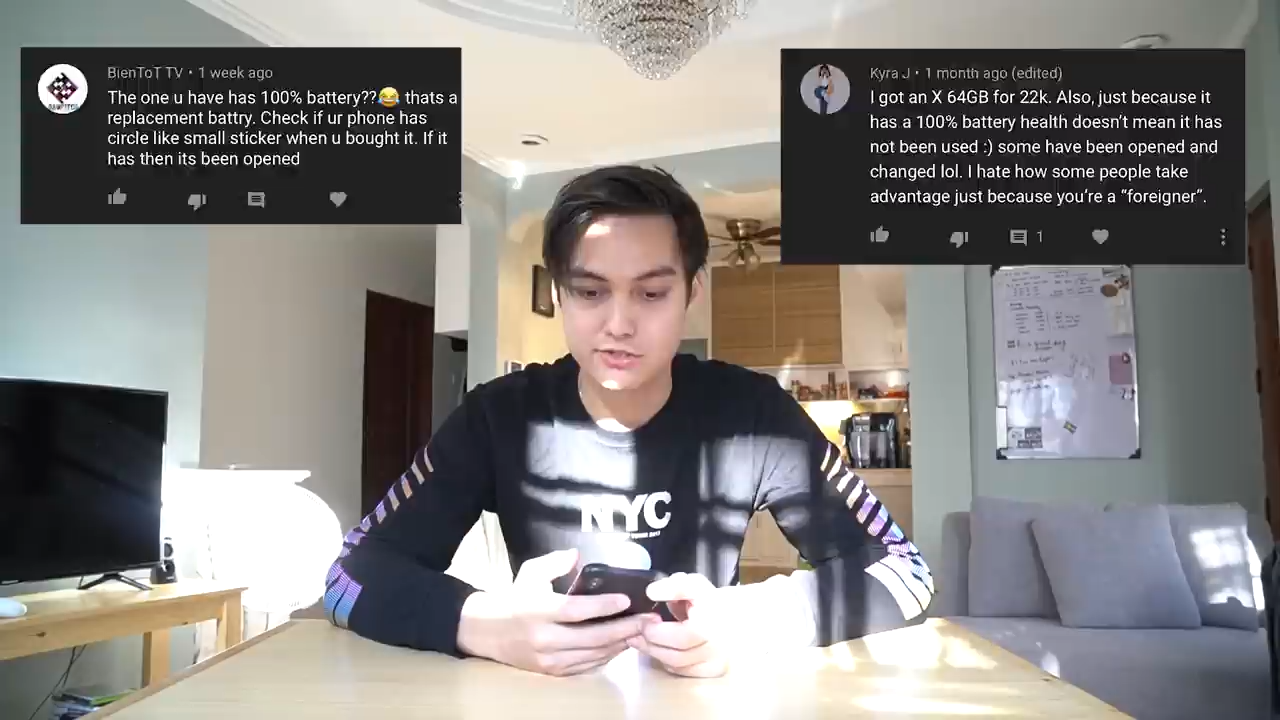 BienToT TV • 1 week ago
The one u have has 100% battery??😂 thats a
replacement battry. Check if ur phone has
circle like small sticker when u bought it. If it
has then its been opened
Kyra J • 1 month ago (edited)
I got an X 64GB for 22k. Also, just because it
has a 100% battery health doesn’t mean it has
not been used :) some have been opened and
changed lol. I hate how some people take
advantage just because you’re a “foreigner”.
1
NYC